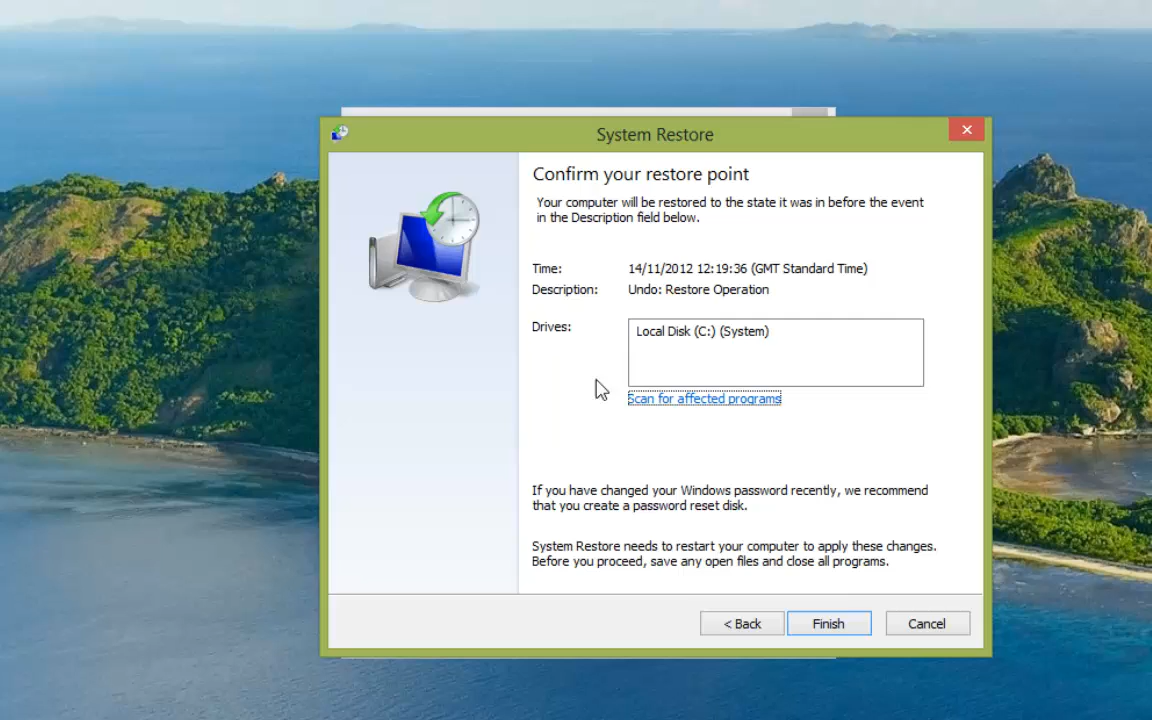 System Restore
Confirm your restore point
Your computer will be restored to the state it was in before the event
in the Description field below.
Time: 14/11/2012 12:19:36 (GMT Standard Time)
Description: Undo: Restore Operation
Drives: Local Disk (C:) (System)
Scan for affected programs
If you have changed your Windows password recently, we recommend
that you create a password reset disk.
System Restore needs to restart your computer to apply these changes.
Before you proceed, save any open files and close all programs.
< Back Finish Cancel